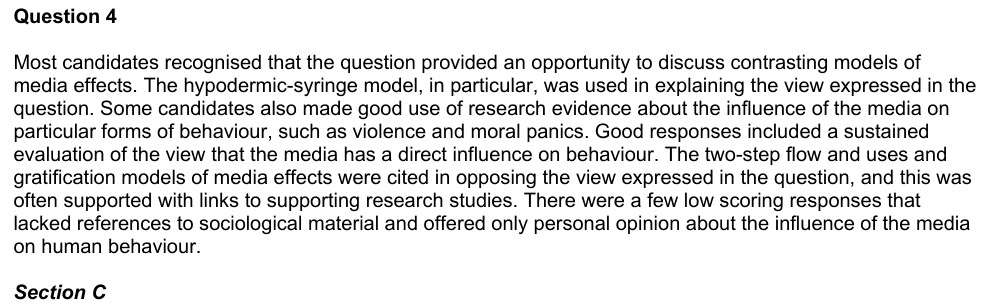 Question 4
Most candidates recognised that the question provided an opportunity to discuss contrasting models of
media effects. The hypodermic-syringe model, in particular, was used in explaining the view expressed in the
question. Some candidates also made good use of research evidence about the influence of the media on
particular forms of behaviour, such as violence and moral panics. Good responses included a sustained
evaluation of the view that the media has a direct influence on behaviour. The two-step flow and uses and
gratification models of media effects were cited in opposing the view expressed in the question, and this was
often supported with links to supporting research studies. There were a few low scoring responses that
lacked references to sociological material and offered only personal opinion about the influence of the media
on human behaviour.
Section C